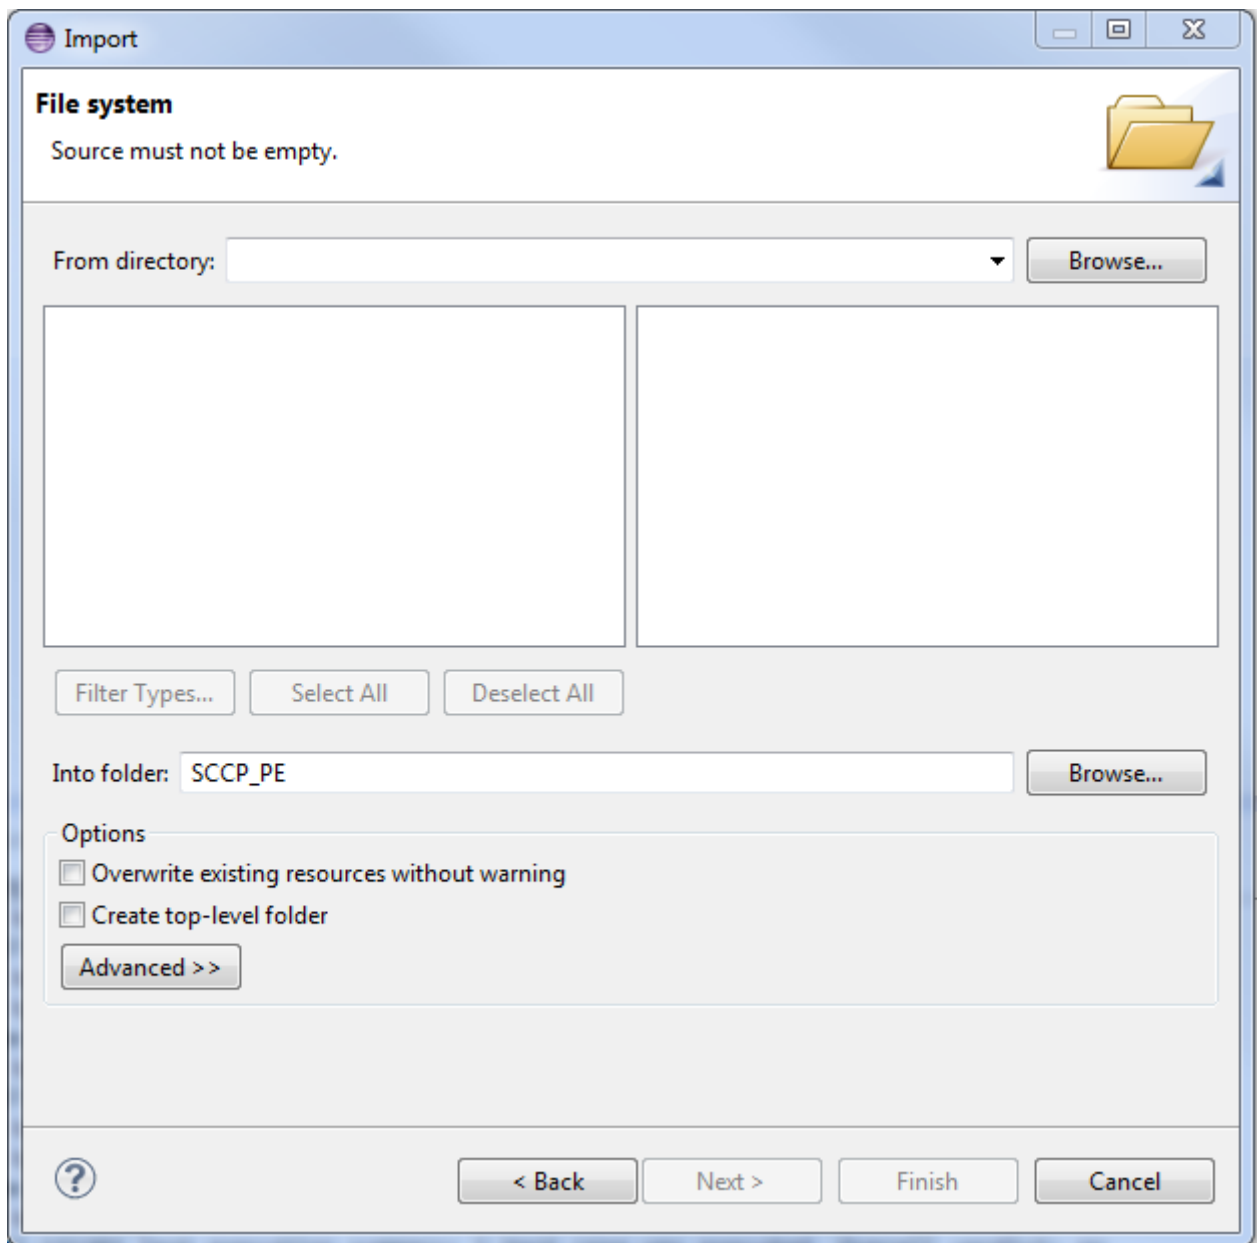 Import
File system
Source must not be empty.
From directory:
Browse...
Filter Types...
Select All
Deselect All
Into folder:
SCCP_PE
Browse...
Options
Overwrite existing resources without warning
Create top-level folder
Advanced >>
?
< Back
Next >
Finish
Cancel